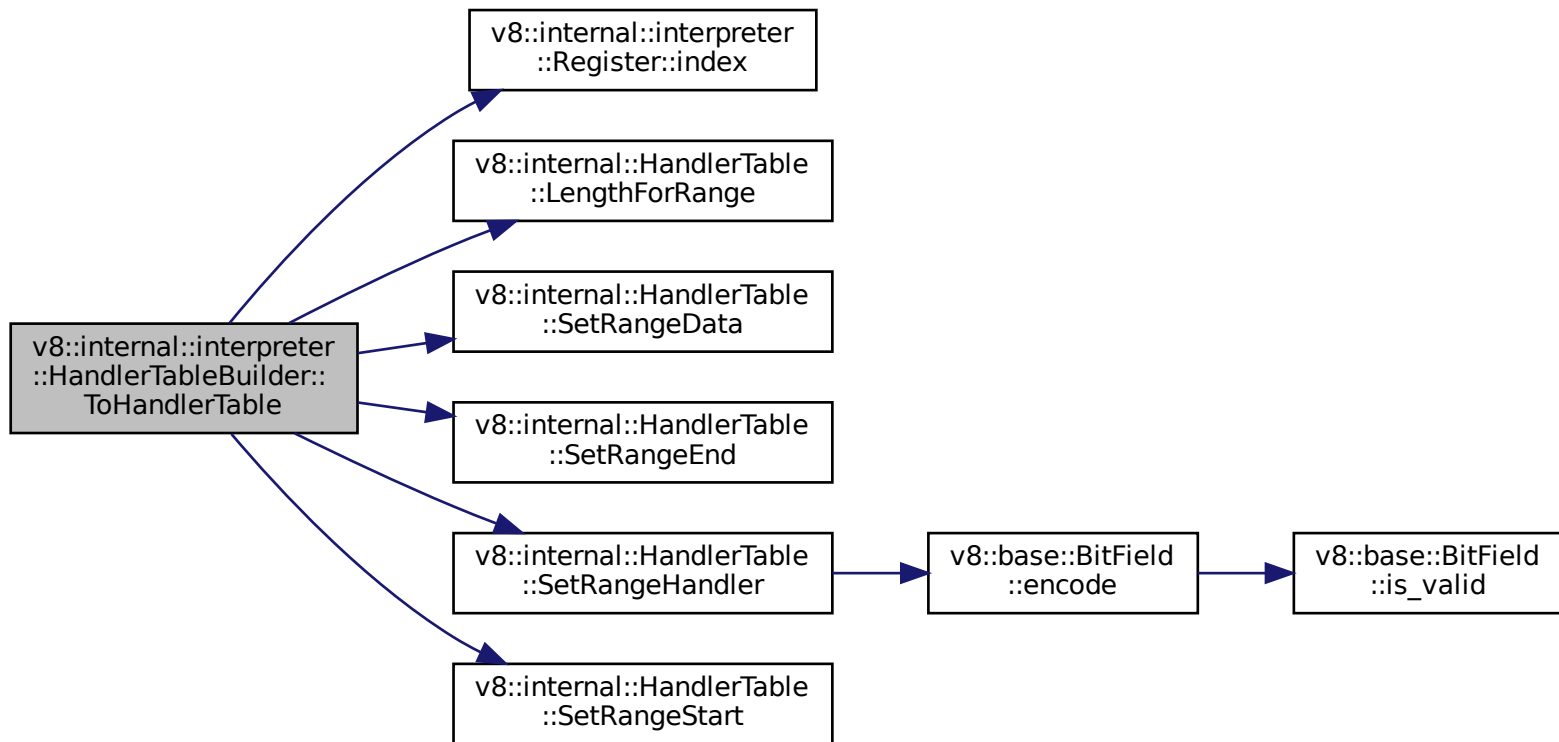 v8::internal::interpreter
::Register::index
v8::internal::HandlerTable
::LengthForRange
v8::internal::HandlerTable
::SetRangeData
v8::internal::interpreter
::HandlerTableBuilder::
ToHandlerTable
v8::internal::HandlerTable
::SetRangeEnd
v8::internal::HandlerTable
::SetRangeHandler
v8::base::BitField
::encode
v8::base::BitField
::is_valid
v8::internal::HandlerTable
::SetRangeStart